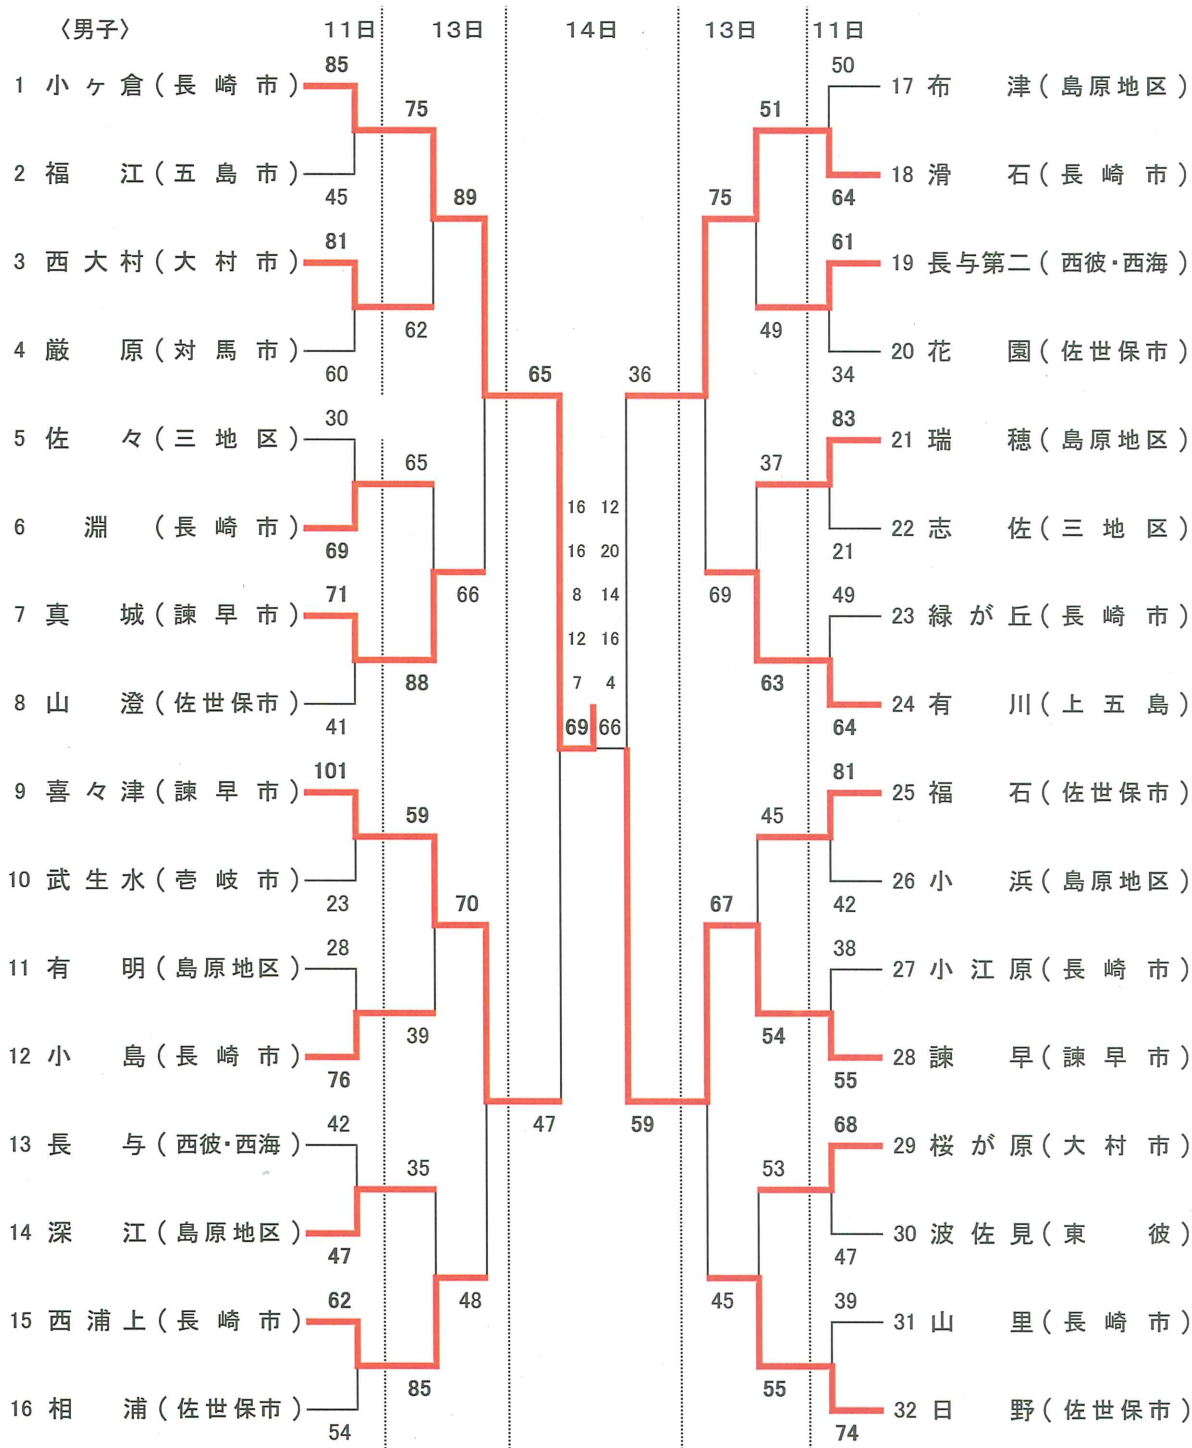 〈男子〉 11日 13日 14日 13日 11日
85 50
1 小ヶ倉(長崎市) 17 布津(島原地区)
75 51
2 福江(五島市) 18 滑石(長崎市)
45 89 75 64
81 61
3 西大村(大村市) 19 長与第二(西彼・西海)
62 49
4 厳原(対馬市) 20 花園(佐世保市)
60 65 36 34
30 83
5 佐々(三地区) 21 瑞穂(島原地区)
65 37
16 12
6 淵(長崎市) 22 志佐(三地区)
69 16 20 21
71 66 8 14 69 49
7 真城(諫早市) 23 緑が丘(長崎市)
12 16
88 7 4 63
8 山澄(佐世保市) 24 有川(上五島)
41 69 66 64
101 81
9 喜々津(諫早市) 25 福石(佐世保市)
59 45
10 武生水(壱岐市) 26 小浜(島原地区)
23 70 67 42
28 38
11 有明(島原地区) 27 小江原(長崎市)
39 54
12 小島(長崎市) 28 諫早(諫早市)
76 55
42 47 59 68
13 長与(西彼・西海) 29 桜が原(大村市)
35 53
14 深江(島原地区) 30 波佐見(東彼)
47 47
62 48 45 39
15 西浦上(長崎市) 31 山里(長崎市)
85 55
16 相浦(佐世保市) 32 日野(佐世保市)
54 74